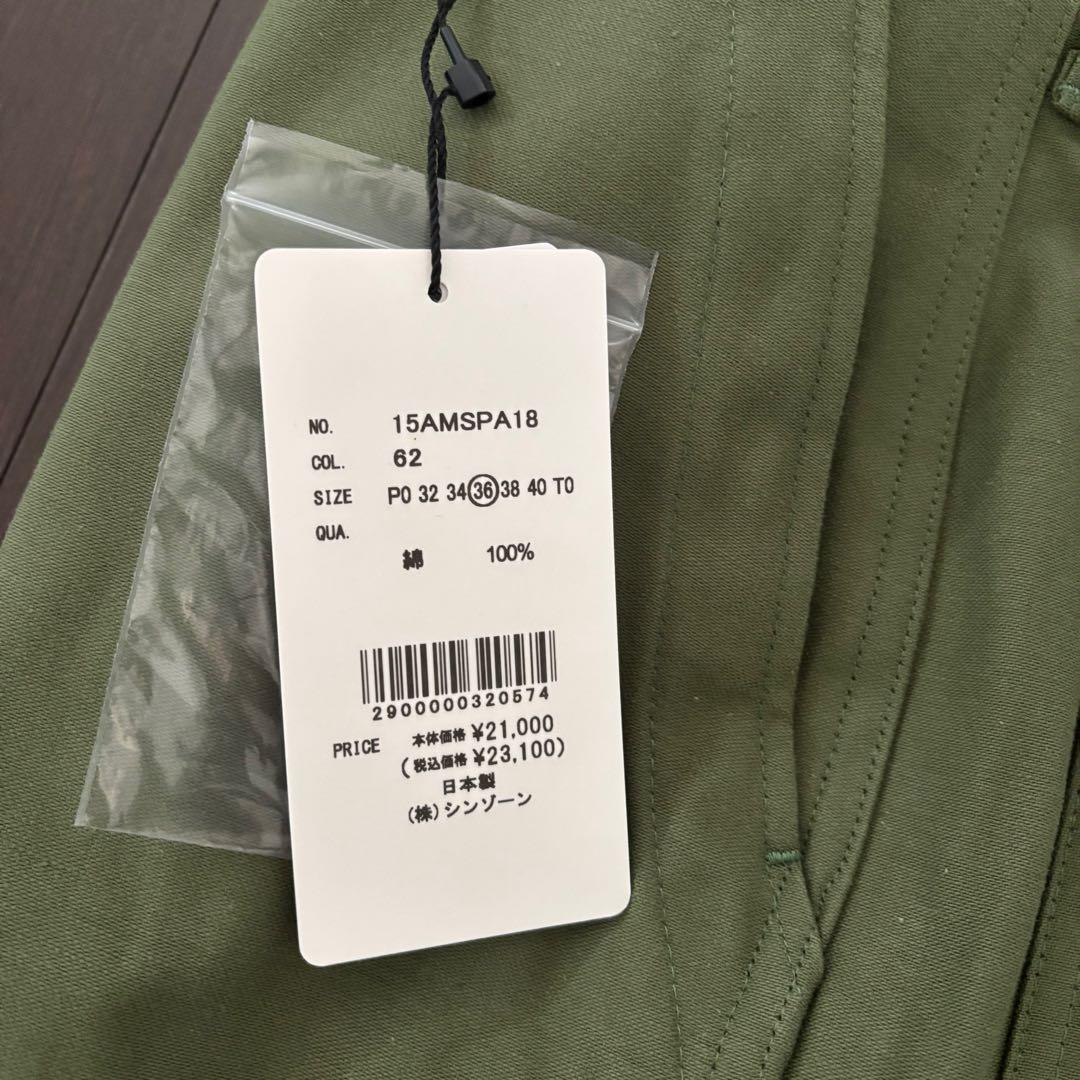 NO. 15AMSPA18
COL. 62
SIZE P0 32 34 36 38 40 T0
QUA.
綿 100%
2900000320574
PRICE 本体価格 ¥21,000
(税込価格 ¥23,100)
日本製
(株)シンゾーン